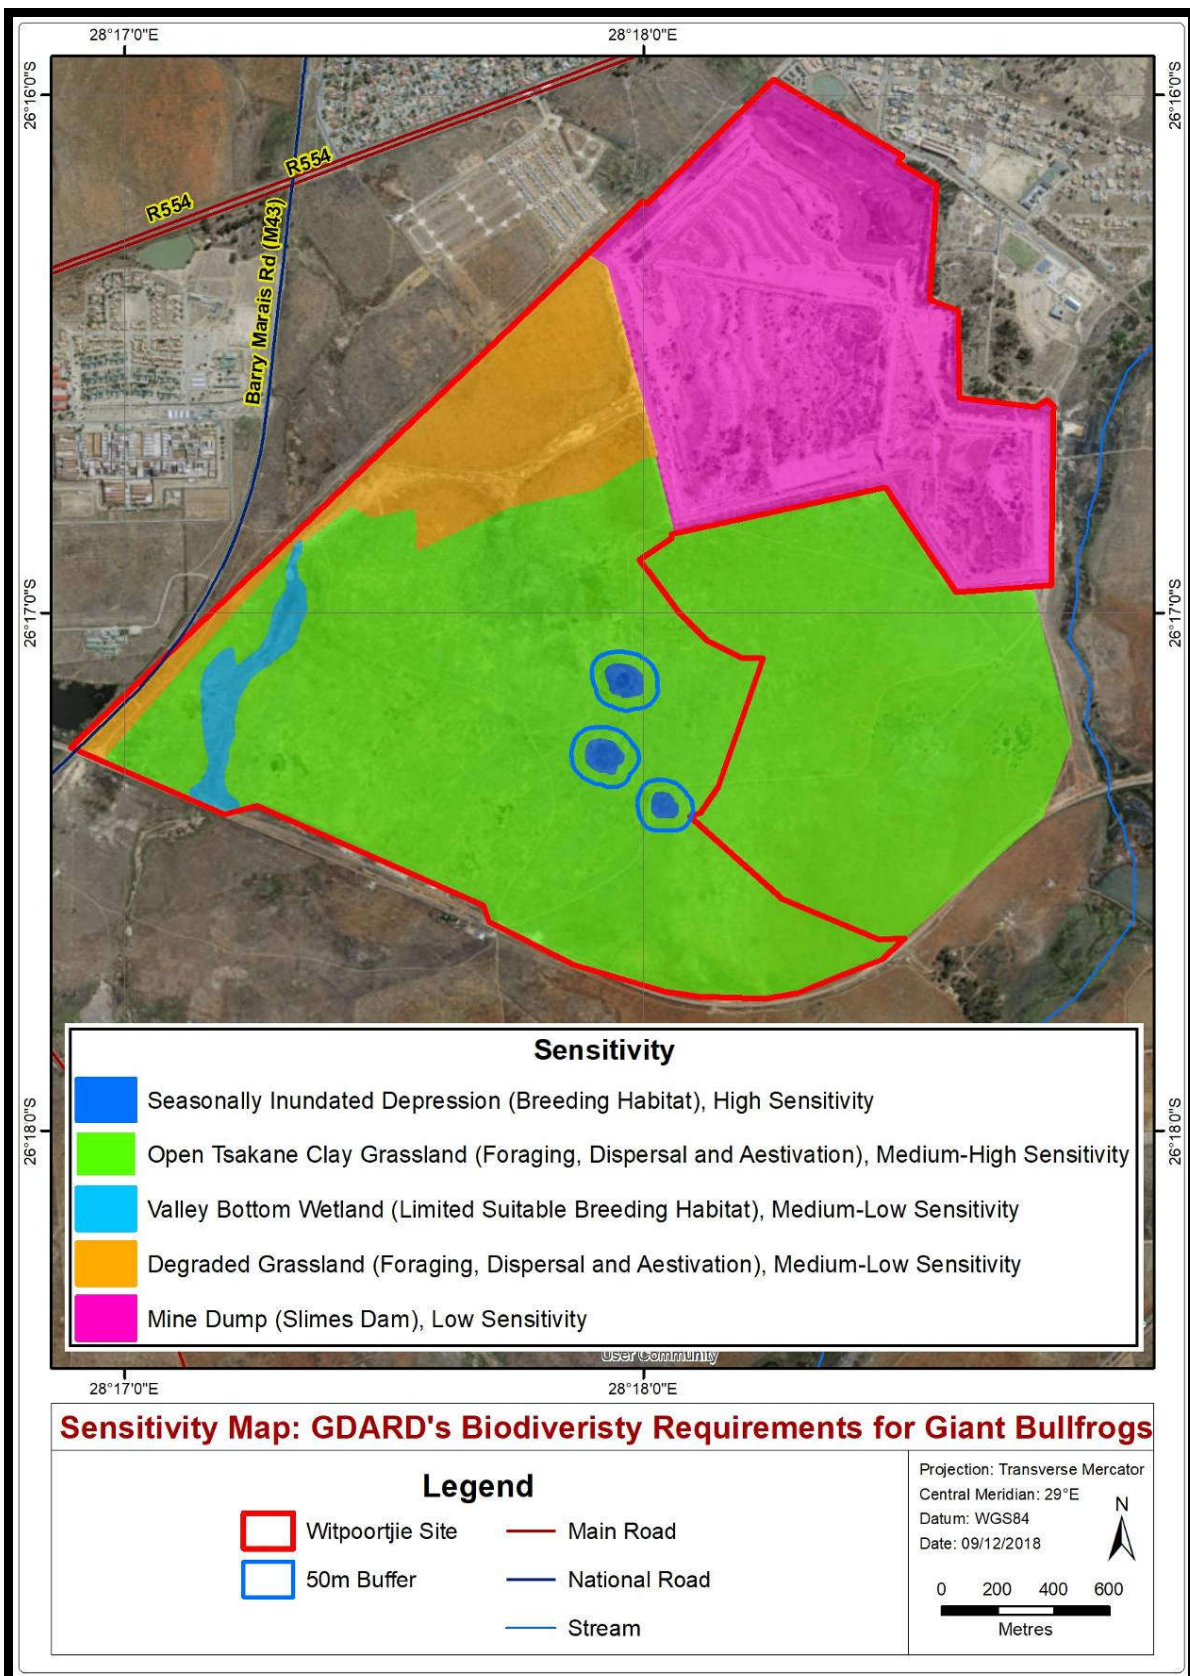 28°17'0"E
28°18'0"E
26°16'0"S
26°16'0"S
R554
R554
Barry Marais Rd (M43)
26°17'0"S
26°17'0"S
Sensitivity
Seasonally Inundated Depression (Breeding Habitat), High Sensitivity
Open Tsakane Clay Grassland (Foraging, Dispersal and Aestivation), Medium-High Sensitivity
Valley Bottom Wetland (Limited Suitable Breeding Habitat), Medium-Low Sensitivity
Degraded Grassland (Foraging, Dispersal and Aestivation), Medium-Low Sensitivity
Mine Dump (Slimes Dam), Low Sensitivity
26°18'0"S
26°18'0"S
User Community
28°17'0"E
28°18'0"E
Sensitivity Map: GDARD's Biodiveristy Requirements for Giant Bullfrogs
Legend
Witpoortjie Site
Main Road
50m Buffer
National Road
Stream
Projection: Transverse Mercator
Central Meridian: 29°E
Datum: WGS84
Date: 09/12/2018
N
0 200 400 600
Metres